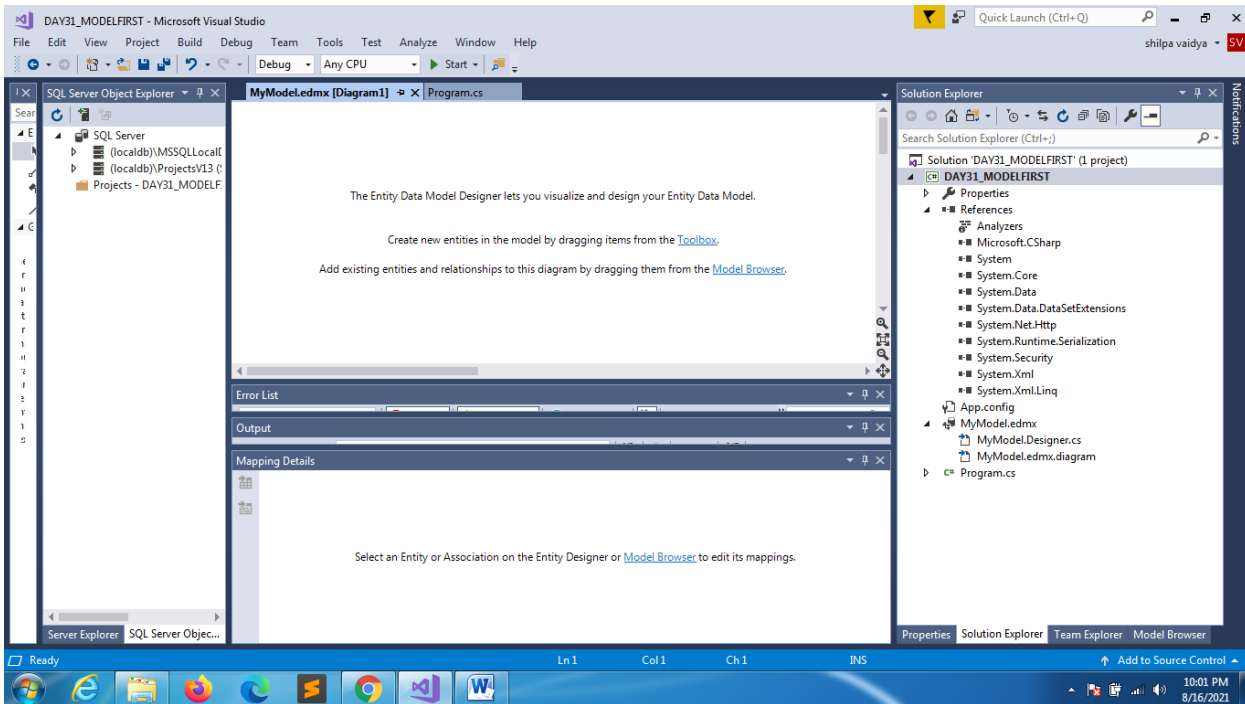 DAY31_MODELFIRST - Microsoft Visual Studio
Quick Launch (Ctrl+Q)
File Edit View Project Build Debug Team Tools Test Analyze Window Help
shilpa vaidya
SV
Debug Any CPU Start
SQL Server Object Explorer
SQL Server
(localdb)\MSSQLLocalD
(localdb)\ProjectsV13
Projects - DAY31_MODELF
Server Explorer SQL Server Objec...
MyModel.edmx [Diagram1] Program.cs
The Entity Data Model Designer lets you visualize and design your Entity Data Model.
Create new entities in the model by dragging items from the Toolbox.
Add existing entities and relationships to this diagram by dragging them from the Model Browser.
Error List
Output
Mapping Details
Select an Entity or Association on the Entity Designer or Model Browser to edit its mappings.
Solution Explorer
Search Solution Explorer (Ctrl+;)
Solution 'DAY31_MODELFIRST' (1 project)
C# DAY31_MODELFIRST
Properties
References
Analyzers
Microsoft.CSharp
System
System.Core
System.Data
System.Data.DataSetExtensions
System.Net.Http
System.Runtime.Serialization
System.Security
System.Xml
System.Xml.Linq
App.config
MyModel.edmx
MyModel.Designer.cs
MyModel.edmx.diagram
C# Program.cs
Properties Solution Explorer Team Explorer Model Browser
Notifications
Ready
Ln 1 Col 1 Ch 1 INS
Add to Source Control
10:01 PM
8/16/2021